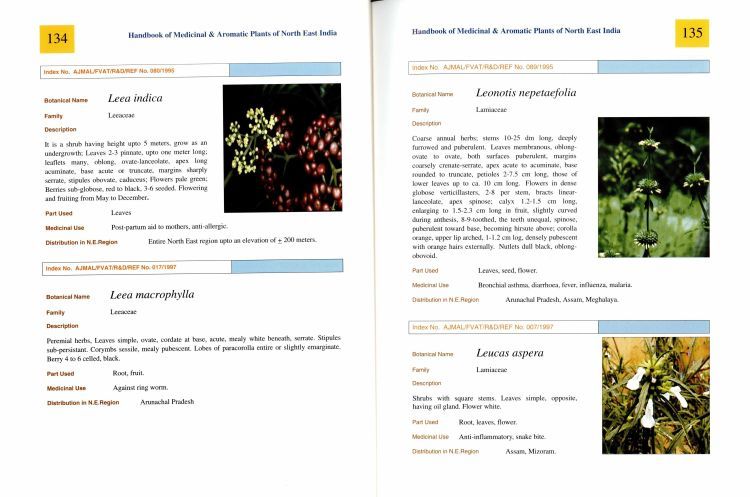 134
Handbook of Medicinal & Aromatic Plants of North East India
Index No. AJMAL/FVAT/R&D/REF No. 080/1995
Botanical Name Leea indica
Family Leeaceae
Description
It is a shrub having height upto 5 meters, grow as an
undergrowth; Leaves 2-3 pinnate, upto one meter long;
leaflets many, oblong, ovate-lanceolate, apex long
acuminate, base acute or truncate, margins sharply
serrate, stipules obovate, caduceus; Flowers pale green;
Berries sub-globose, red to black, 3-6 seeded. Flowering
and fruiting from May to December.
Part Used Leaves
Medicinal Use Post-partum aid to mothers, anti-allergic.
Distribution in N.E.Region Entire North East region upto an elevation of ± 200 meters.
Index No. AJMAL/FVAT/R&D/REF No. 017/1997
Botanical Name Leea macrophylla
Family Leeaceae
Description
Peremial herbs, Leaves simple, ovate, cordate at base, acute, mealy white beneath, serrate. Stipules
sub-persistant. Corymbs sessile, mealy pubescent. Lobes of paracorolla entire or slightly emarginate.
Berry 4 to 6 celled, black.
Part Used Root, fruit.
Medicinal Use Against ring worm.
Distribution in N.E.Region Arunachal Pradesh
Handbook of Medicinal & Aromatic Plants of North East India
135
Index No. AJMAL/FVAT/R&D/REF No. 089/1995
Botanical Name Leonotis nepetaefolia
Family Lamiaceae
Description
Coarse annual herbs; stems 10-25 dm long, deeply
furrowed and puberulent. Leaves membranous, oblong-
ovate to ovate, both surfaces puberulent, margins
coarsely crenate-serrate, apex acute to acuminate, base
rounded to truncate, petioles 2-7.5 cm long, those of
lower leaves up to ca. 10 cm long. Flowers in dense
globose verticillasters, 2-8 per stem, bracts linear-
lanceolate, apex spinose; calyx 1.2-1.5 cm long,
enlarging to 1.5-2.3 cm long in fruit, slightly curved
during anthesis, 8-9-toothed, the teeth unequal, spinose,
puberulent toward base, becoming hirsute above; corolla
orange, upper lip arched, 1-1.2 cm log, densely pubescent
with orange hairs externally. Nutlets dull black, oblong-
obovoid.
Part Used Leaves, seed, flower.
Medicinal Use Bronchial asthma, diarrhoea, fever, influenza, malaria.
Distribution in N.E.Region Arunachal Pradesh, Assam, Meghalaya.
Index No. AJMAL/FVAT/R&D/REF No. 007/1997
Botanical Name Leucas aspera
Family Lamiaceae
Description
Shrubs with square stems. Leaves simple, opposite,
having oil gland. Flower white.
Part Used Root, leaves, flower.
Medicinal Use Anti-inflammatory, snake bite.
Distribution in N.E.Region Assam, Mizoram.